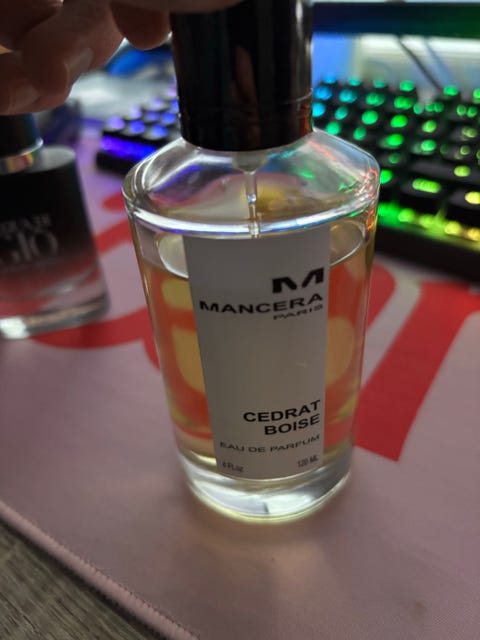 M
MANCERA
PARIS
CEDRAT
BOISE
EAU DE PARFUM
4 Fl.oz 120 ML